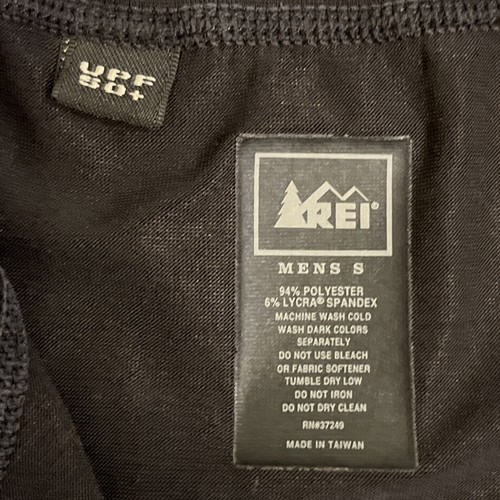 UPF
50+
REI®
MENS S
94% POLYESTER
6% LYCRA® SPANDEX
MACHINE WASH COLD
WASH DARK COLORS
SEPARATELY
DO NOT USE BLEACH
OR FABRIC SOFTENER
TUMBLE DRY LOW
DO NOT IRON
DO NOT DRY CLEAN
RN#37249
MADE IN TAIWAN